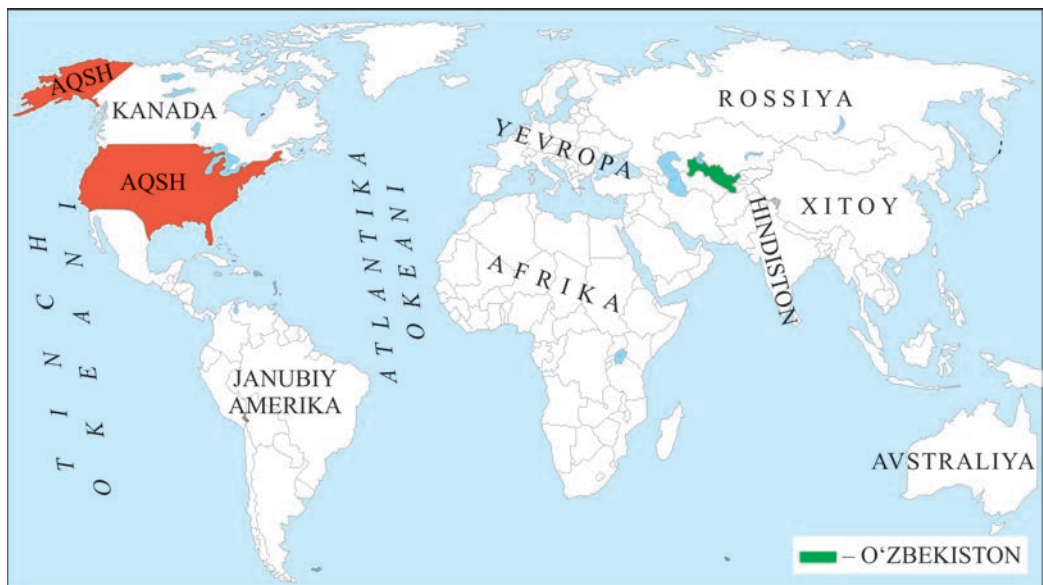 AQSH
KANADA
AQSH
TINCH
OKEANI
ATLANTIKA
OKEANI
YEVROPA
ROSSIYA
XITOY
HINDISTON
AFRIKA
JANUBIY
AMERIKA
AVSTRALIYA
– O‘ZBEKISTON